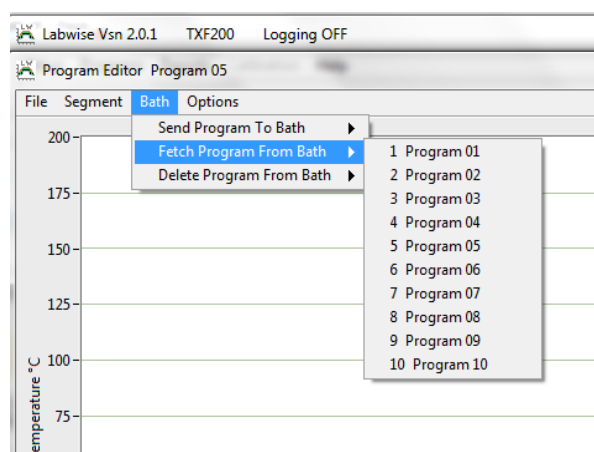 Labwise Vsn 2.0.1 TXF200 Logging OFF
Program Editor Program 05
File Segment Bath Options
Send Program To Bath
Fetch Program From Bath
Delete Program From Bath
1 Program 01
2 Program 02
3 Program 03
4 Program 04
5 Program 05
6 Program 06
7 Program 07
8 Program 08
9 Program 09
10 Program 10
200
175
150
125
100
75
emperature °C